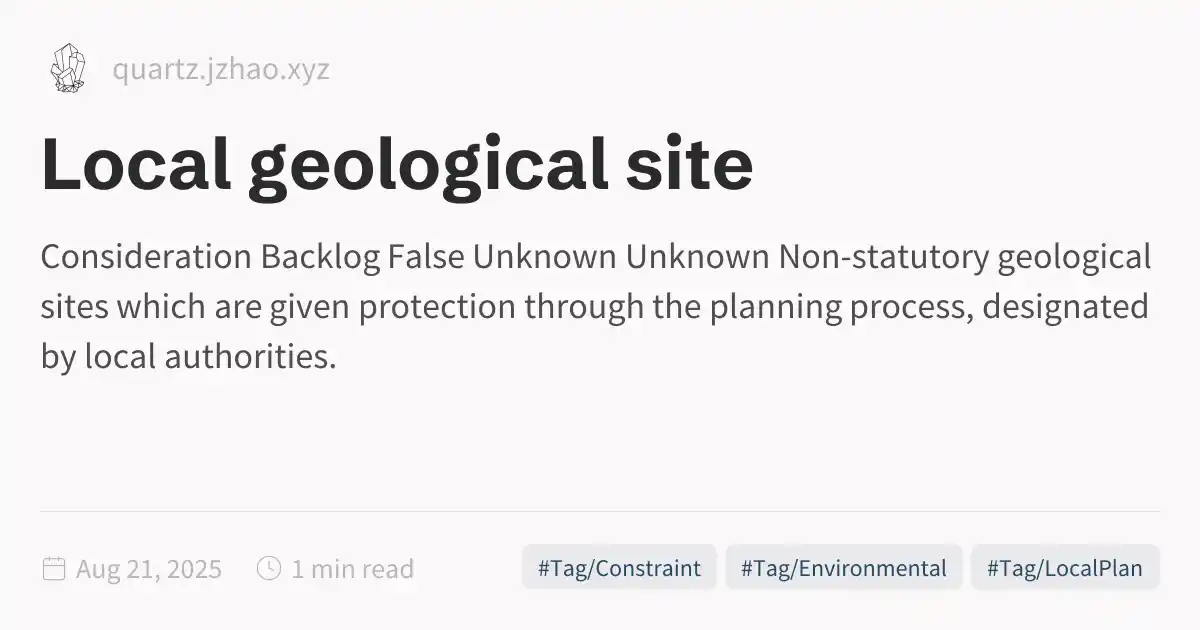 quartz.jzhao.xyz
Local geological site
Consideration Backlog False Unknown Unknown Non-statutory geological
sites which are given protection through the planning process, designated
by local authorities.
Aug 21, 2025 1 min read #Tag/Constraint #Tag/Environmental #Tag/LocalPlan